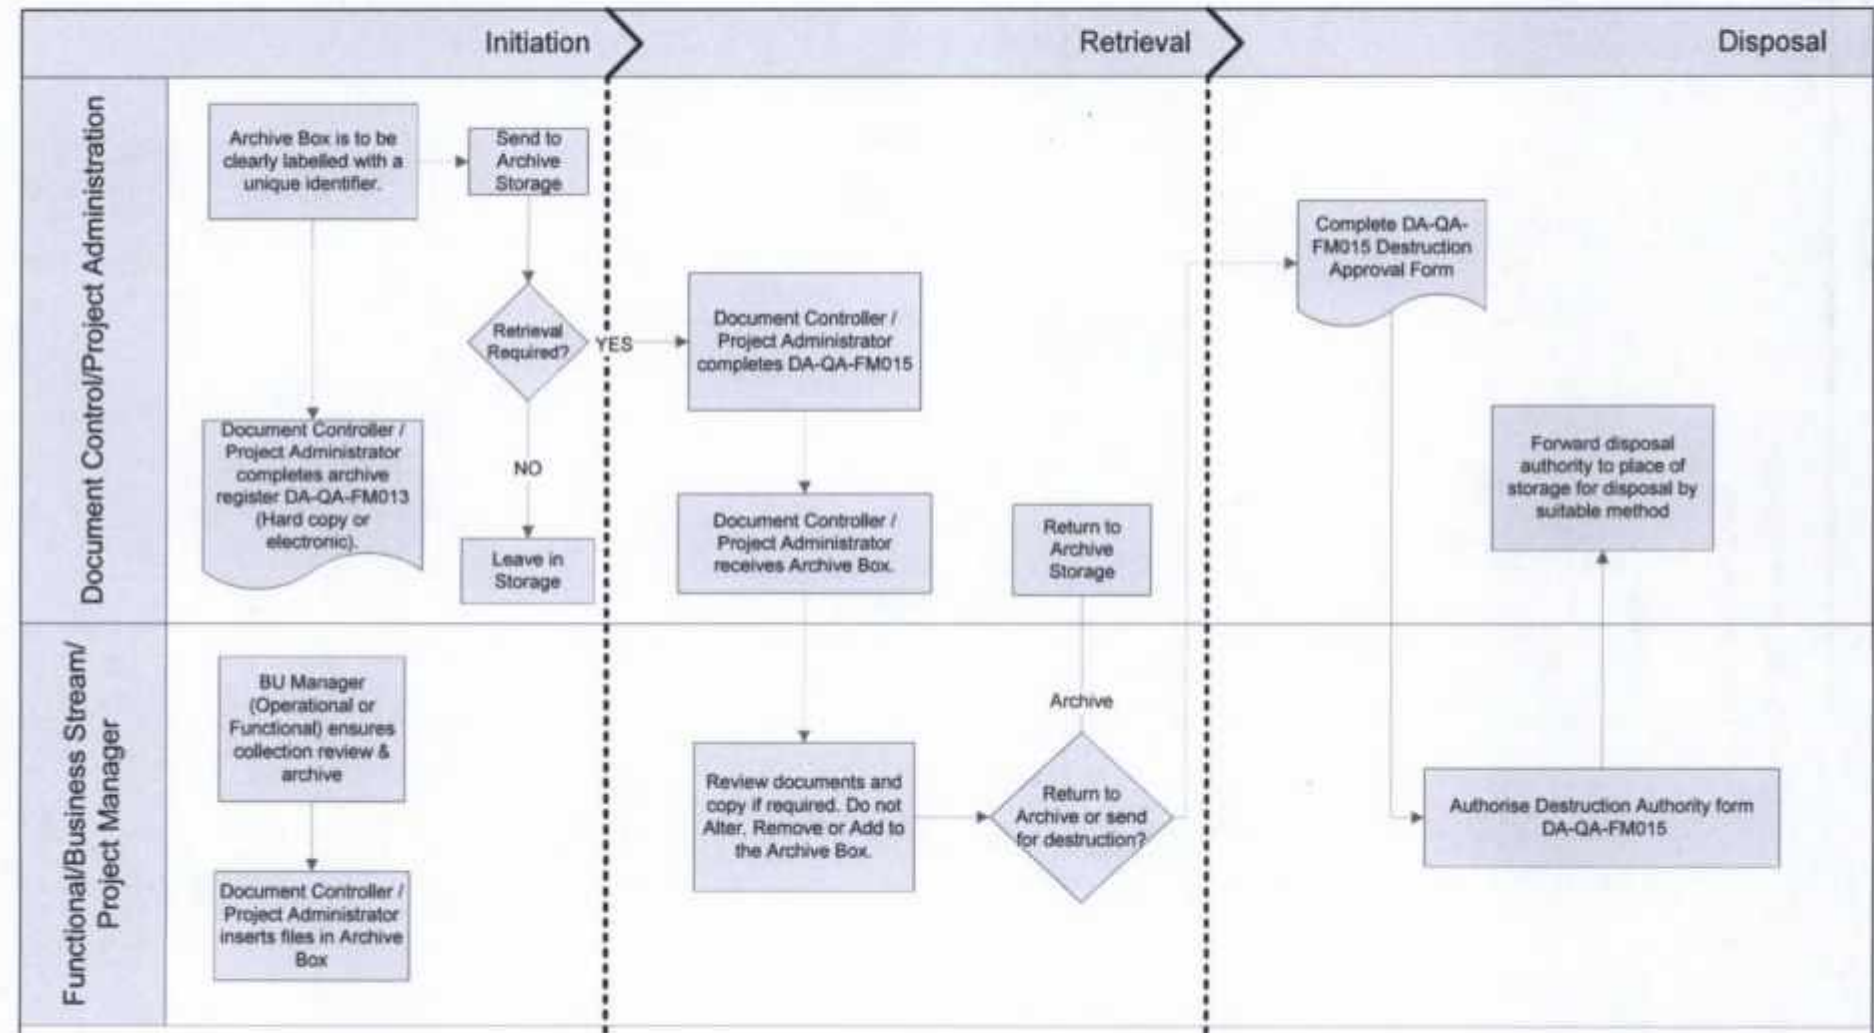 Initiation
Retrieval
Disposal
Document Control/Project Administration
Archive Box is to be
clearly labelled with a
unique identifier.
Send to
Archive
Storage
Retrieval
Required?
YES
NO
Leave in
Storage
Document Controller /
Project Administrator
completes archive
register DA-QA-FM013
(Hard copy or
electronic).
Document Controller /
Project Administrator
completes DA-QA-FM015
Document Controller /
Project Administrator
receives Archive Box.
Return to
Archive
Storage
Complete DA-QA-
FM015 Destruction
Approval Form
Forward disposal
authority to place of
storage for disposal by
suitable method
Functional/Business Stream/
Project Manager
BU Manager
(Operational or
Functional) ensures
collection review &
archive
Document Controller /
Project Administrator
inserts files in Archive
Box
Review documents and
copy if required. Do not
Alter, Remove or Add to
the Archive Box.
Archive
Return to
Archive or send
for destruction?
Authorise Destruction Authority form
DA-QA-FM015